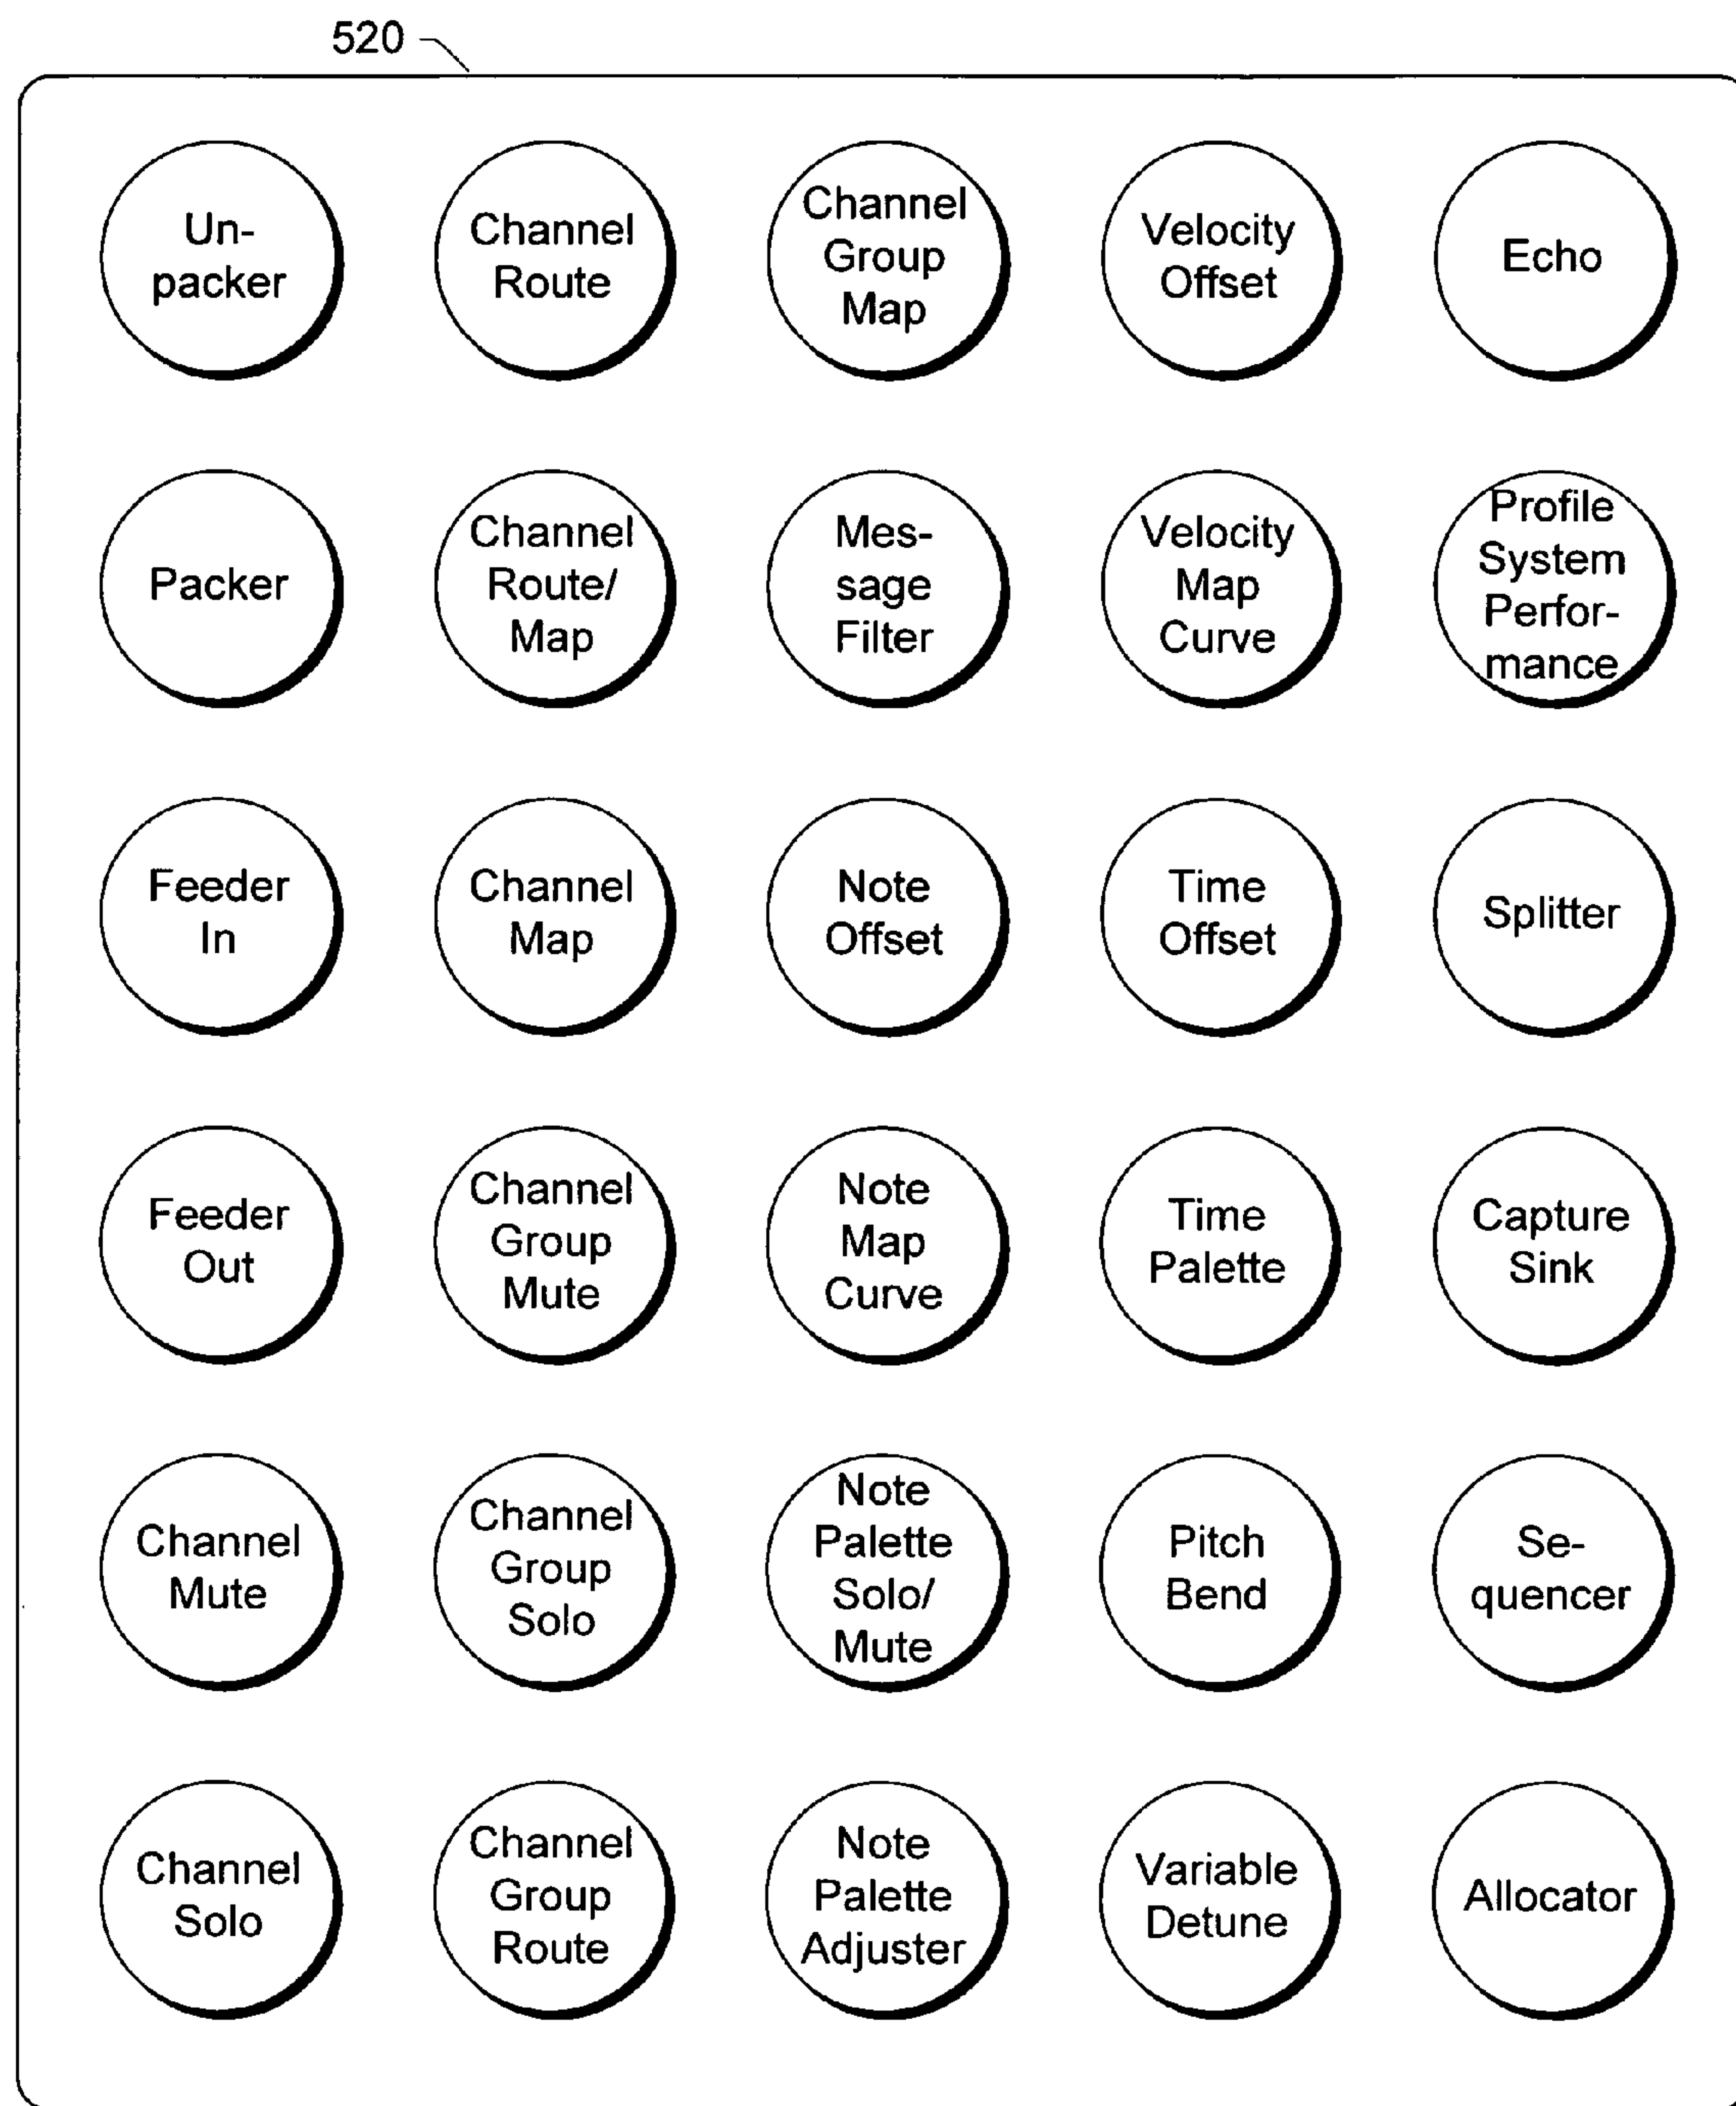 520
Un-
packer
Channel
Route
Channel
Group
Map
Velocity
Offset
Echo
Packer
Channel
Route/
Map
Mes-
sage
Filter
Velocity
Map
Curve
Profile
System
Perfor-
mance
Feeder
In
Channel
Map
Note
Offset
Time
Offset
Splitter
Feeder
Out
Channel
Group
Mute
Note
Map
Curve
Time
Palette
Capture
Sink
Channel
Mute
Channel
Group
Solo
Note
Palette
Solo/
Mute
Pitch
Bend
Se-
quencer
Channel
Solo
Channel
Group
Route
Note
Palette
Adjuster
Variable
Detune
Allocator